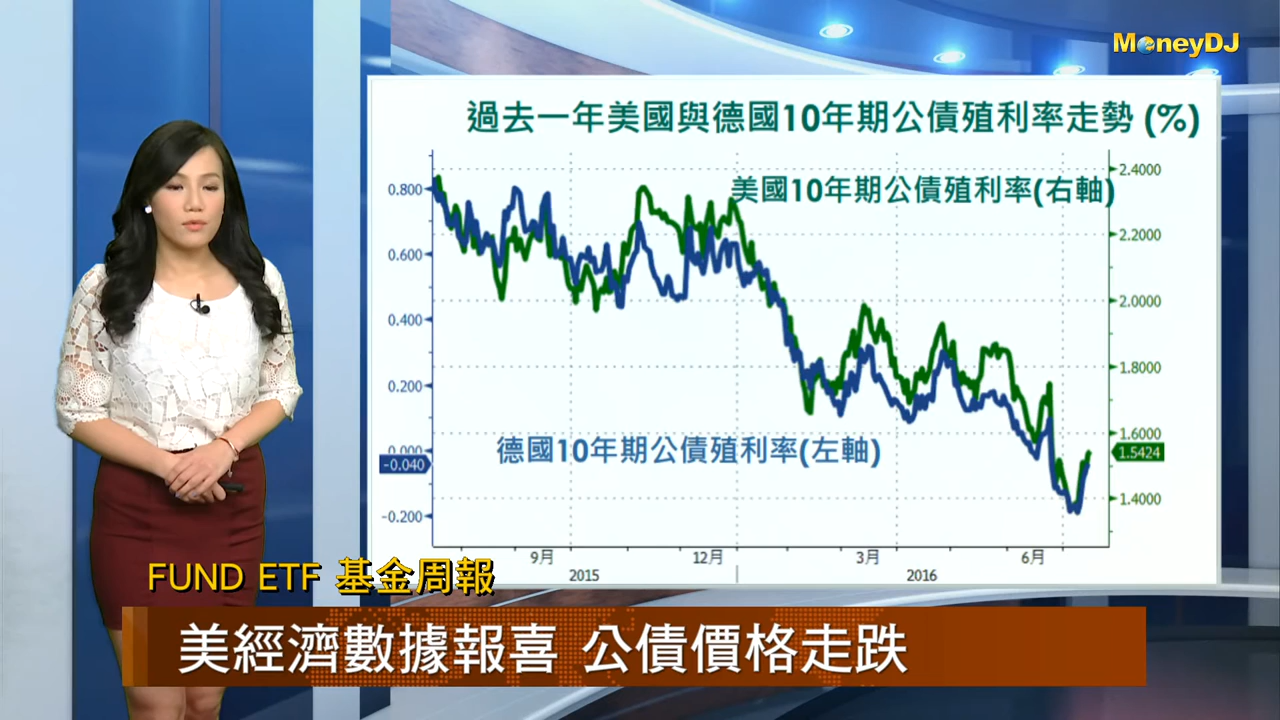 MoneyDJ
過去一年美國與德國10年期公債殖利率走勢 (%)
美國10年期公債殖利率(右軸)
德國10年期公債殖利率(左軸)
0.800
0.600
0.400
0.200
0.000
-0.040
-0.200
2.4000
2.2000
2.0000
1.8000
1.6000
1.5424
1.4000
9月 12月 3月 6月
2015 2016
FUND ETF 基金周報
美經濟數據報喜 公債價格走跌